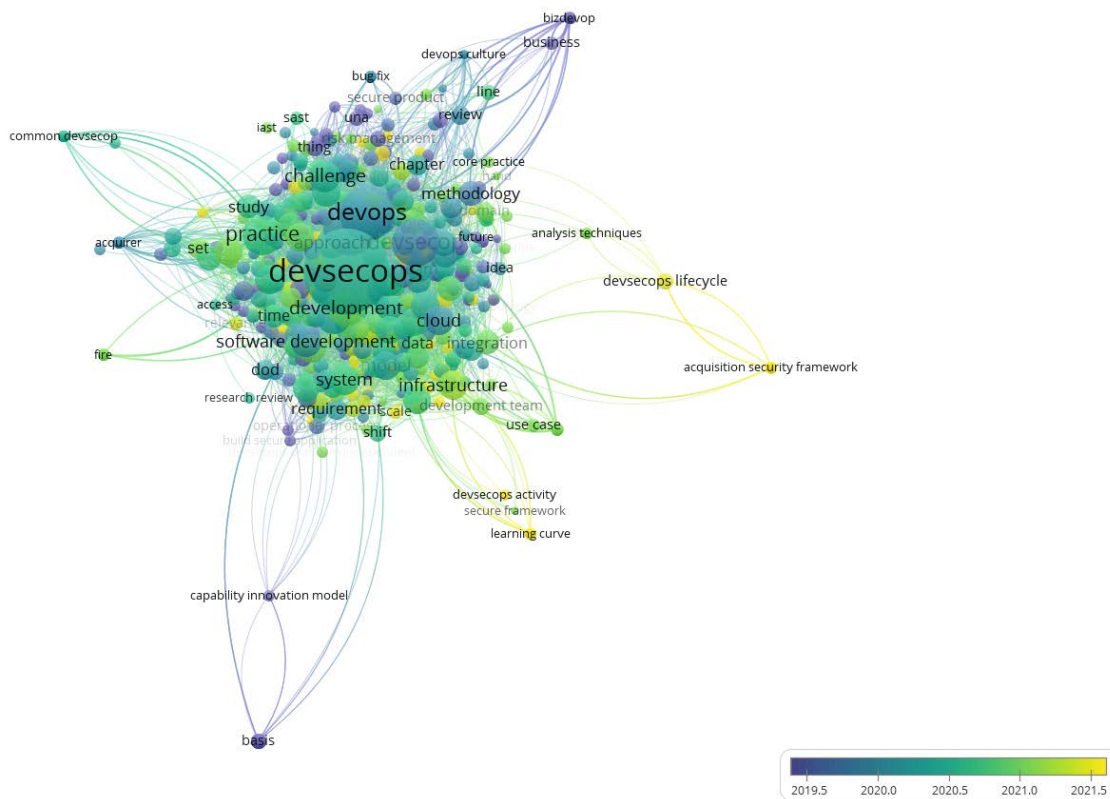 bizdevop
business
devops culture
bug fix
line
secure product
sast
una
review
iast
common devsecop
risk management
thing
chapter
core practice
challenge
hand
methodology
study
devops
domain
practice
analysis techniques
future
acquirer
set
approach
devsecop
devsecops
idea
devsecops lifecycle
access
development
time
cloud
software development
data
integration
fire
model
dod
acquisition security framework
system
infrastructure
research review
requirement
scale
development team
use case
shift
build secure application
devsecops activity
secure framework
learning curve
capability innovation model
basis
2019.5 2020.0 2020.5 2021.0 2021.5